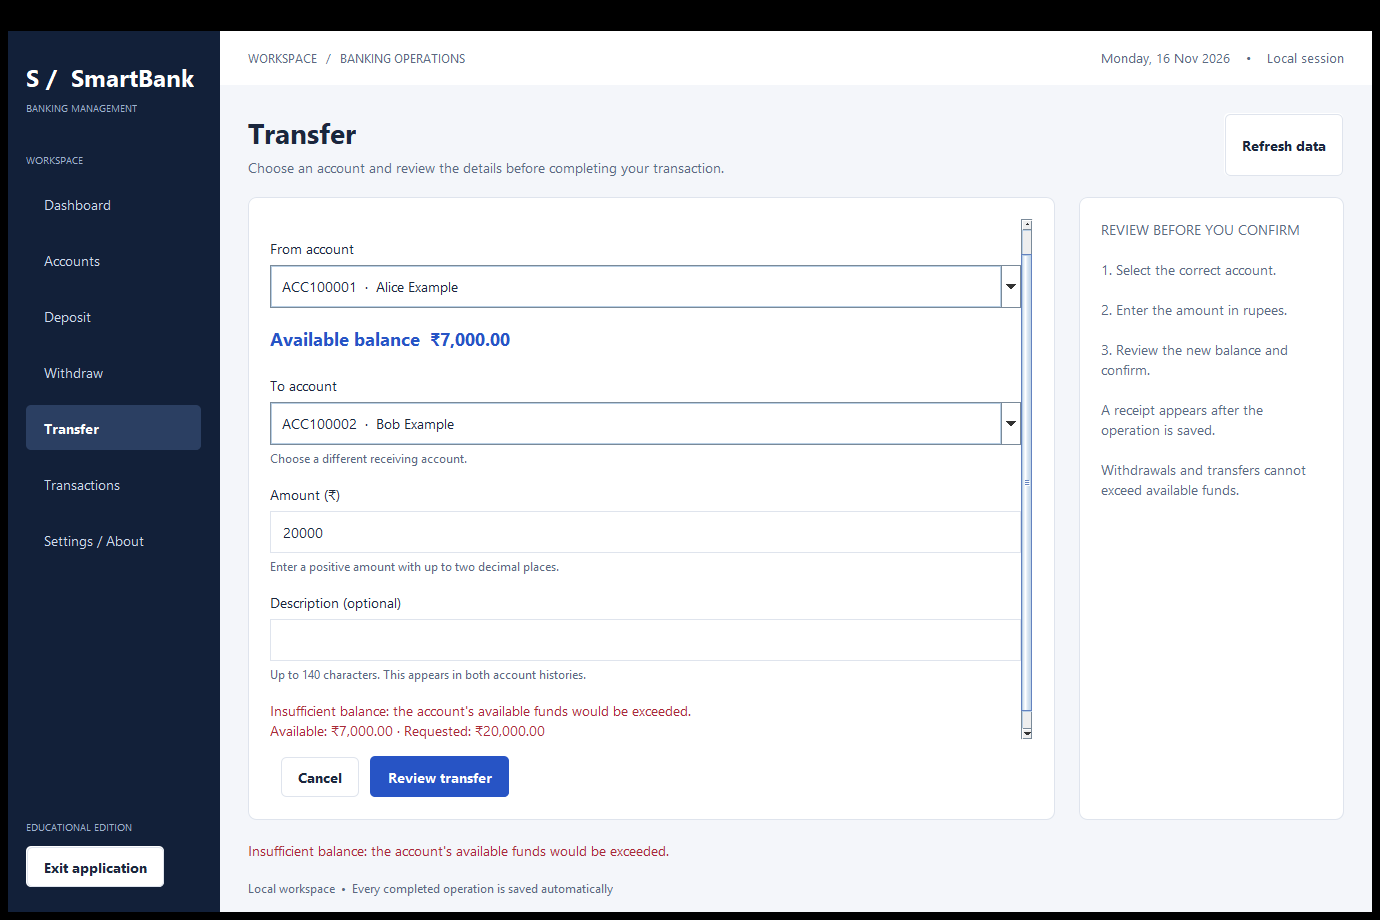 S / SmartBank
BANKING MANAGEMENT
WORKSPACE
Dashboard
Accounts
Deposit
Withdraw
Transfer
Transactions
Settings / About
EDUCATIONAL EDITION
Exit application
WORKSPACE / BANKING OPERATIONS
Monday, 16 Nov 2026 • Local session
Transfer
Choose an account and review the details before completing your transaction.
Refresh data
From account
ACC100001 · Alice Example
Available balance ₹7,000.00
To account
ACC100002 · Bob Example
Choose a different receiving account.
Amount (₹)
20000
Enter a positive amount with up to two decimal places.
Description (optional)
Up to 140 characters. This appears in both account histories.
Insufficient balance: the account's available funds would be exceeded.
Available: ₹7,000.00 · Requested: ₹20,000.00
Cancel
Review transfer
REVIEW BEFORE YOU CONFIRM
1. Select the correct account.
2. Enter the amount in rupees.
3. Review the new balance and
confirm.
A receipt appears after the
operation is saved.
Withdrawals and transfers cannot
exceed available funds.
Insufficient balance: the account's available funds would be exceeded.
Local workspace • Every completed operation is saved automatically